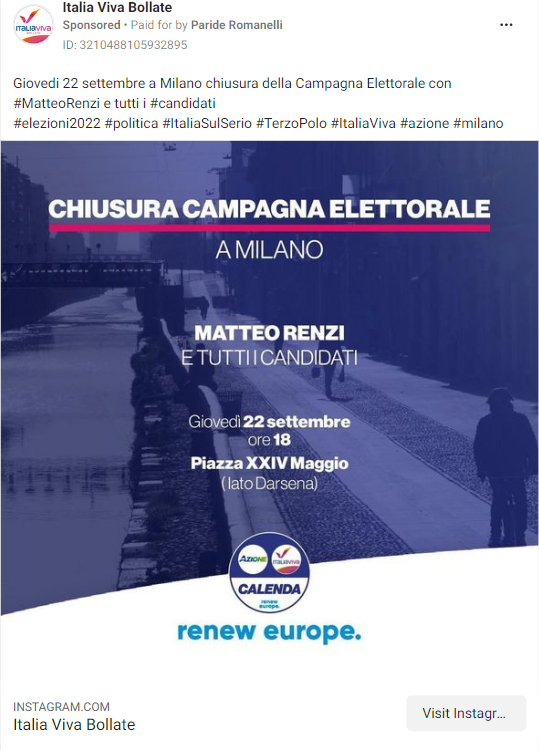 Italia Viva Bollate
Sponsored • Paid for by Paride Romanelli
ID: 3210488105932895
Giovedi 22 settembre a Milano chiusura della Campagna Elettorale con
#MatteoRenzi e tutti i #candidati
#elezioni2022 #politica #ItaliaSulSerio #TerzoPolo #ItaliaViva #azione #milano
CHIUSURA CAMPAGNA ELETTORALE
A MILANO
MATTEO RENZI
E TUTTI I CANDIDATI
Giovedì 22 settembre
ore 18
Piazza XXIV Maggio
(lato Darsena)
AZIONE ITALIAVIVA
CALENDA
renew
europe.
renew europe.
INSTAGRAM.COM
Italia Viva Bollate
Visit Instagr...